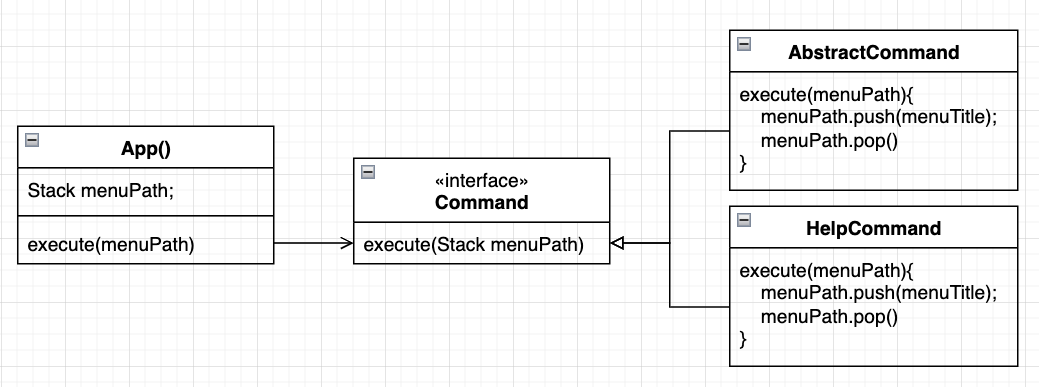 App()
Stack menuPath;
execute(menuPath)
«interface»
Command
execute(Stack menuPath)
AbstractCommand
execute(menuPath){
menuPath.push(menuTitle);
menuPath.pop()
}
HelpCommand
execute(menuPath){
menuPath.push(menuTitle);
menuPath.pop()
}